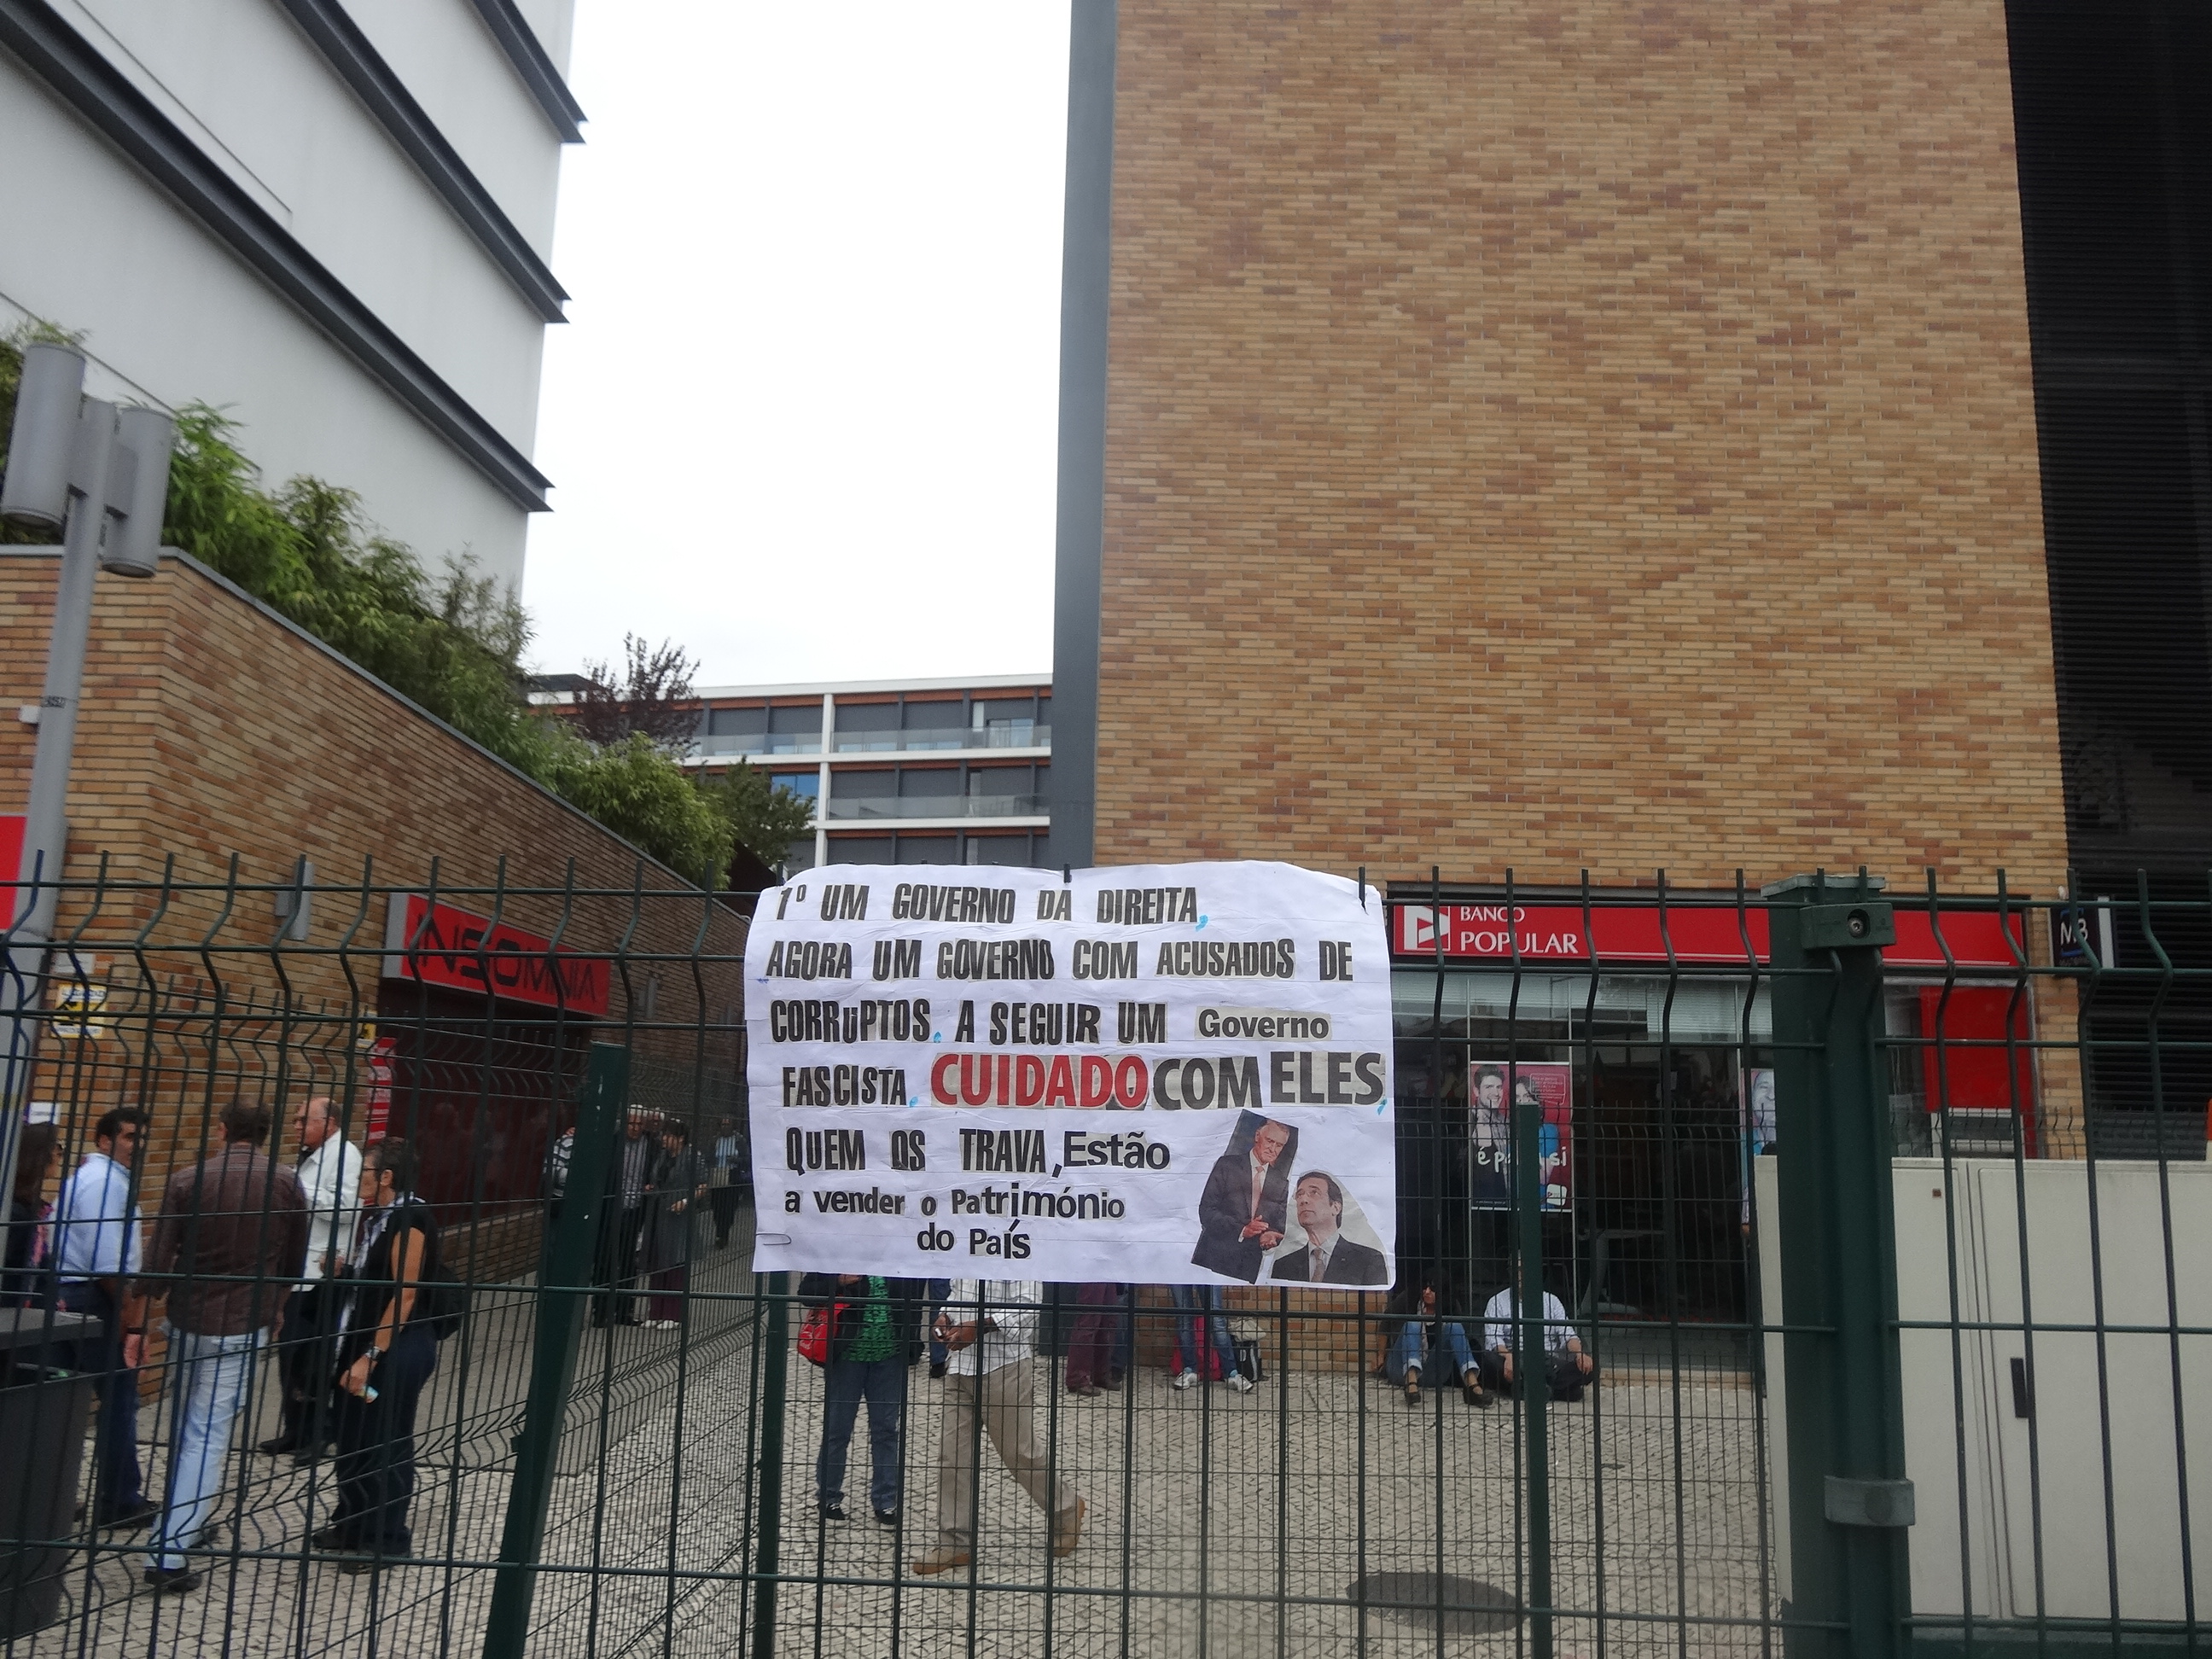 1º UM GOVERNO DA DIREITA,
AGORA UM GOVERNO COM ACUSADOS DE
CORRuPTOS, A SEGUIR UM Governo
FASCISTA, CUIDADO COM ELES,
QUEM OS TRAVA, Estão
a vender o Património
do País
INSOMNIA
BANCO
POPULAR